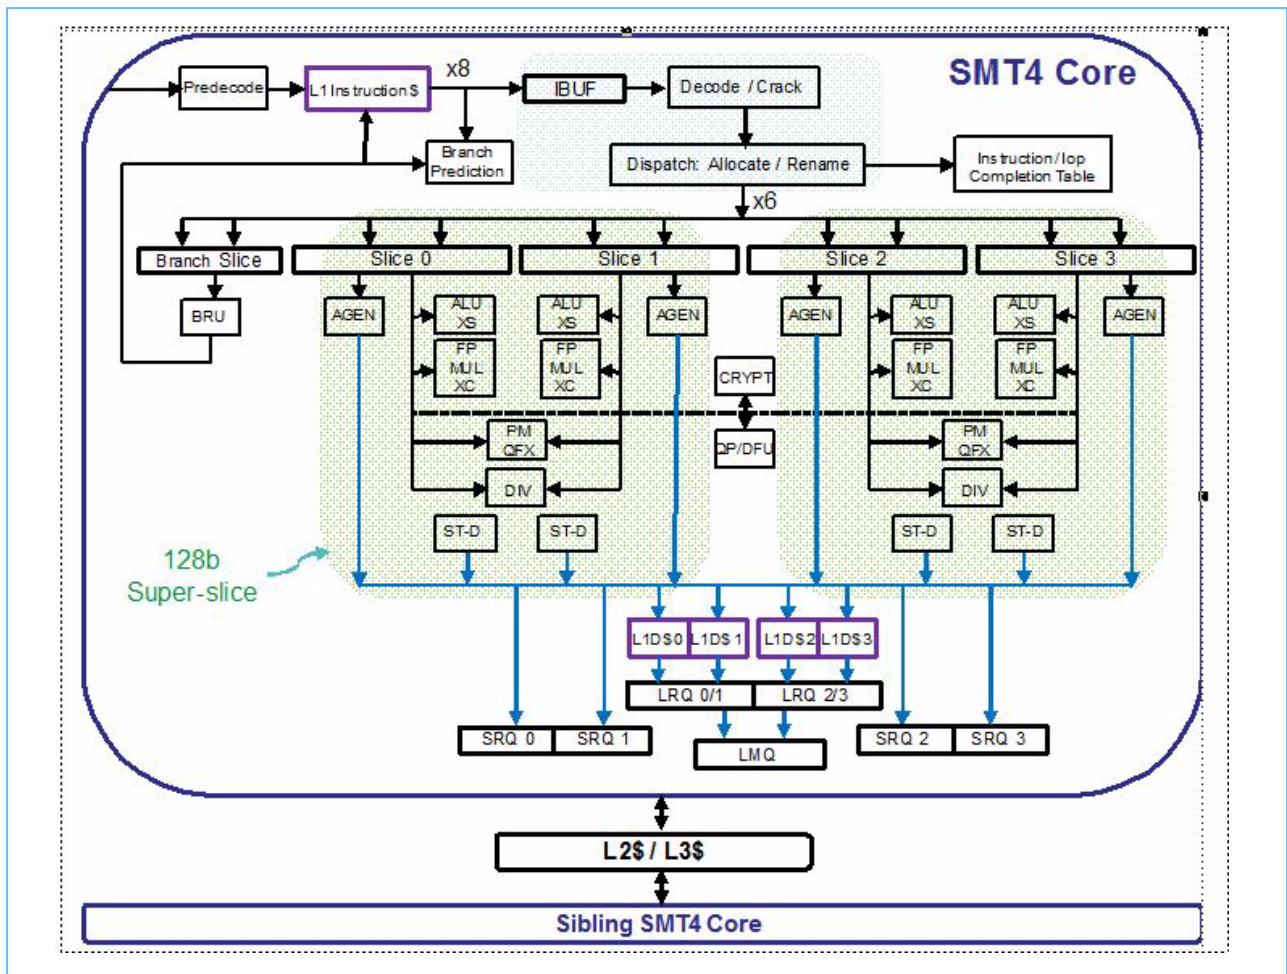 SMT4 Core
x8
Predecode
L1 Instruction $
IBUF
Decode / Crack
Branch
Prediction
Dispatch: Allocate / Rename
Instruction / Iop
Completion Table
x6
Branch Slice
Slice 0
Slice 1
Slice 2
Slice 3
BRU
AGEN
ALU
XS
ALU
XS
AGEN
AGEN
ALU
XS
ALU
XS
AGEN
FP
MUL
XC
FP
MUL
XC
FP
MUL
XC
FP
MUL
XC
CRYPT
PM
QFX
QP/DFU
PM
QFX
DIV
DIV
ST-D
ST-D
ST-D
ST-D
128b
Super-slice
L1D$0
L1D$ 1
L1D$2
L1D$3
LRQ 0/1
LRQ 2/3
SRQ 0
SRQ 1
LMQ
SRQ 2
SRQ 3
L2$ / L3$
Sibling SMT4 Core